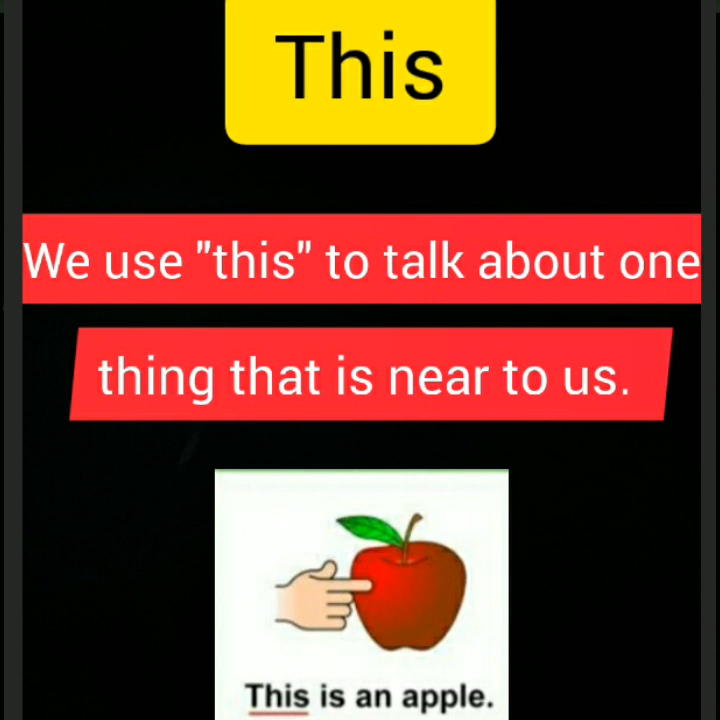 This
We use "this" to talk about one
thing that is near to us.
This is an apple.